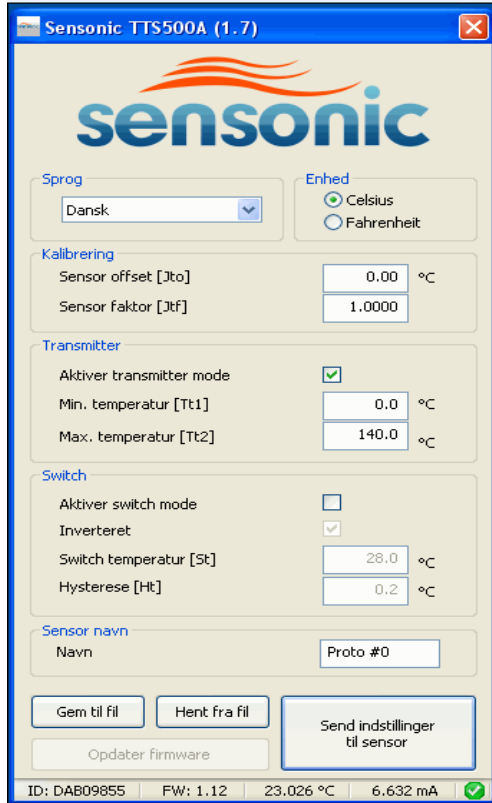 Sensonic TTS500A (1.7)
sensonic
Sprog
Dansk
Enhed
Celsius
Fahrenheit
Kalibrering
Sensor offset [Jto] 0.00 °C
Sensor faktor [Jtf] 1.0000
Transmitter
Aktiver transmitter mode
Min. temperatur [Tt1] 0.0 °C
Max. temperatur [Tt2] 140.0 °C
Switch
Aktiver switch mode
Inverteret
Switch temperatur [St] 28.0 °C
Hysterese [Ht] 0.2 °C
Sensor navn
Navn Proto #0
Gem til fil Hent fra fil
Opdater firmware
Send indstillinger
til sensor
ID: DAB09855 FW: 1.12 23.026 °C 6.632 mA